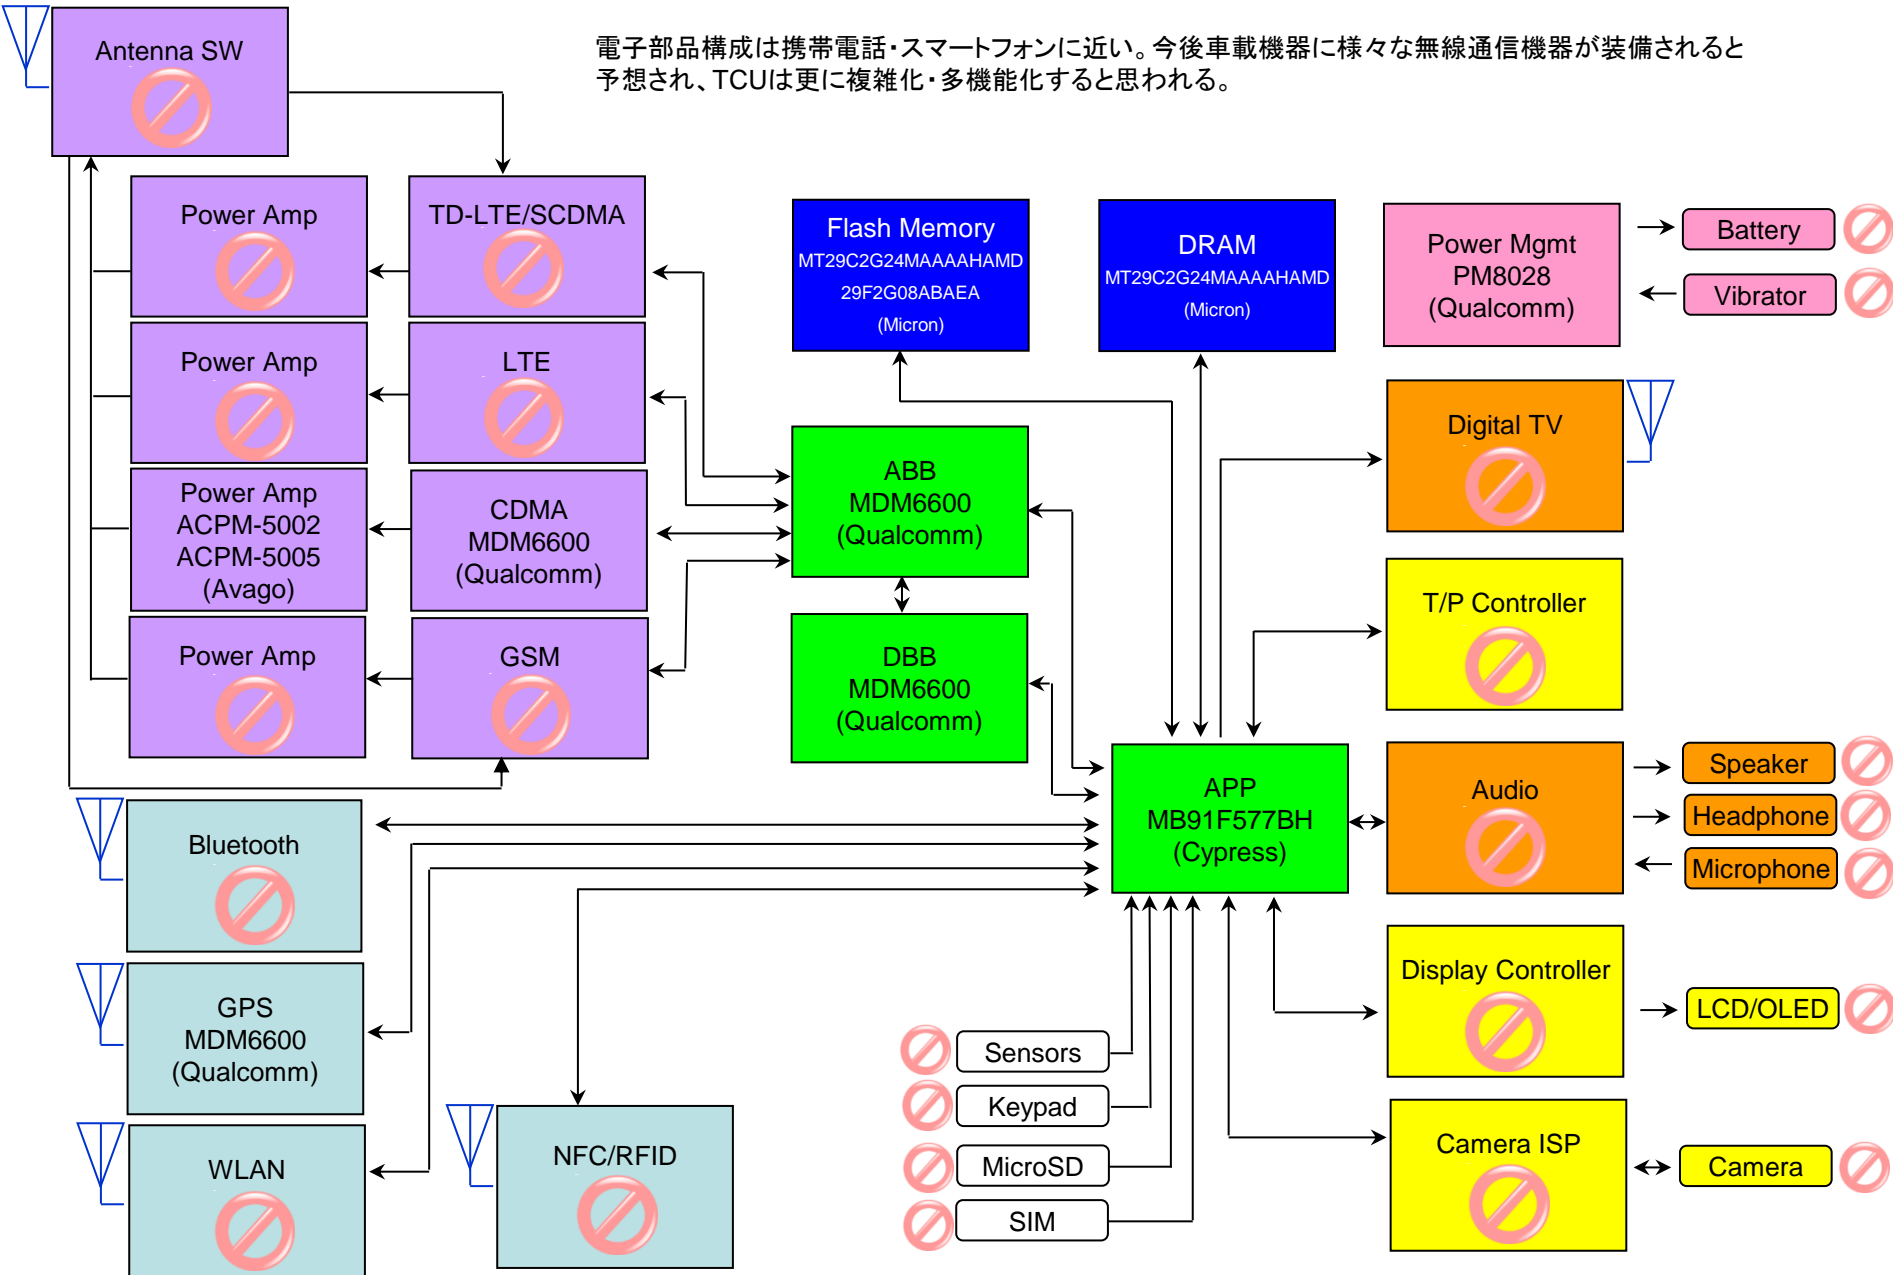 Antenna SW
電子部品構成は携帯電話・スマートフォンに近い。今後車載機器に様々な無線通信機器が装備されると
予想され、TCUは更に複雑化・多機能化すると思われる。
Power Amp
TD-LTE/SCDMA
Flash Memory
MT29C2G24MAAAAHAMD
29F2G08ABAEA
(Micron)
DRAM
MT29C2G24MAAAAHAMD
(Micron)
Power Mgmt
PM8028
(Qualcomm)
Battery
Vibrator
Power Amp
LTE
Digital TV
ABB
MDM6600
(Qualcomm)
Power Amp
ACPM-5002
ACPM-5005
(Avago)
CDMA
MDM6600
(Qualcomm)
T/P Controller
Power Amp
GSM
DBB
MDM6600
(Qualcomm)
APP
MB91F577BH
(Cypress)
Audio
Speaker
Headphone
Microphone
Bluetooth
GPS
MDM6600
(Qualcomm)
Display Controller
LCD/OLED
Sensors
Keypad
MicroSD
SIM
WLAN
NFC/RFID
Camera ISP
Camera